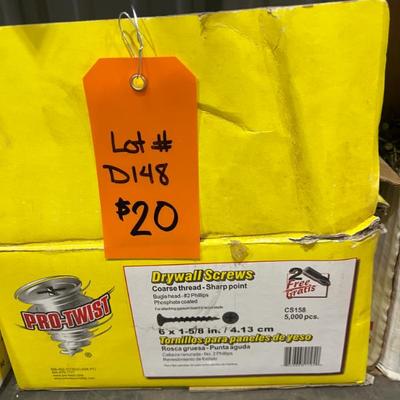 Lot #
D148
$20
Drywall Screws
Coarse thread - Sharp point
Bugle head - #2 Phillips
Phosphate coated
2
Free
Gratis
CS158
5,000 pcs.
6 x 1-5/8 in. / 4.13 cm
Tornillos para paneles de yeso
Rosca gruesa - Punta aguda
PRO-TWIST